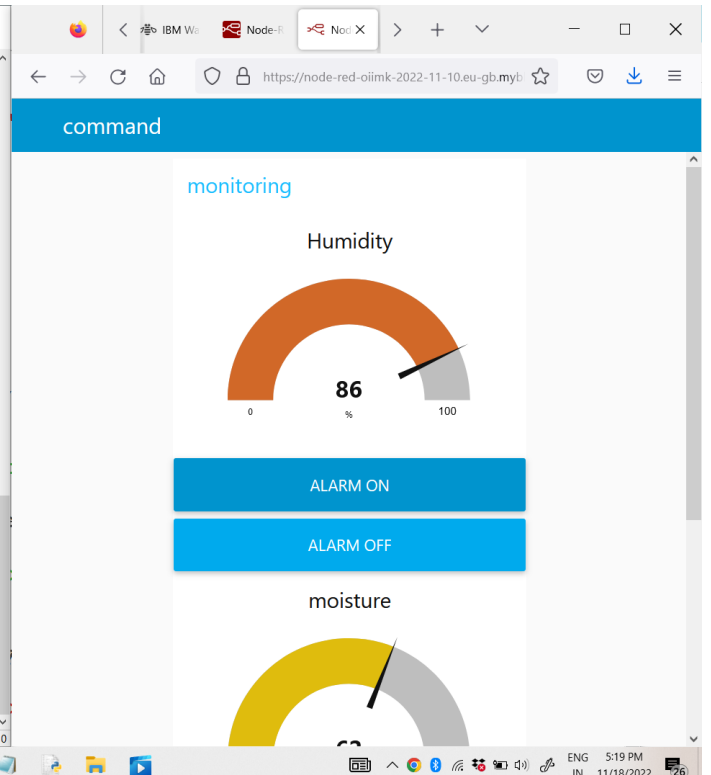 IBM Wa
Node-R
Nod
https://node-red-oiimk-2022-11-10.eu-gb.myb
command
monitoring
Humidity
86
0
%
100
ALARM ON
ALARM OFF
moisture
ENG 5:19 PM
IN 11/18/2022
26